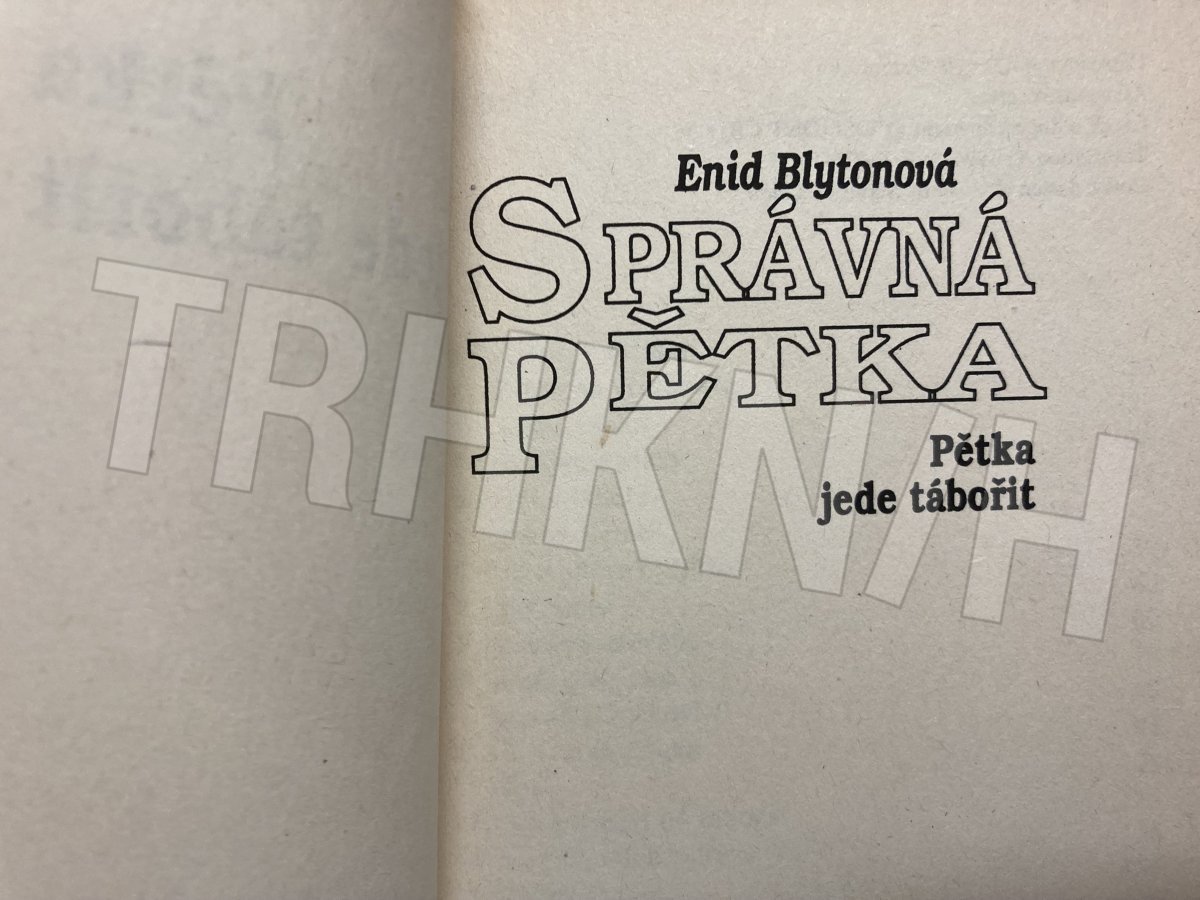 Enid Blytonová
SPRÁVNÁ
PĚTKA
Pětka
jede tábořit
TRHKNIH